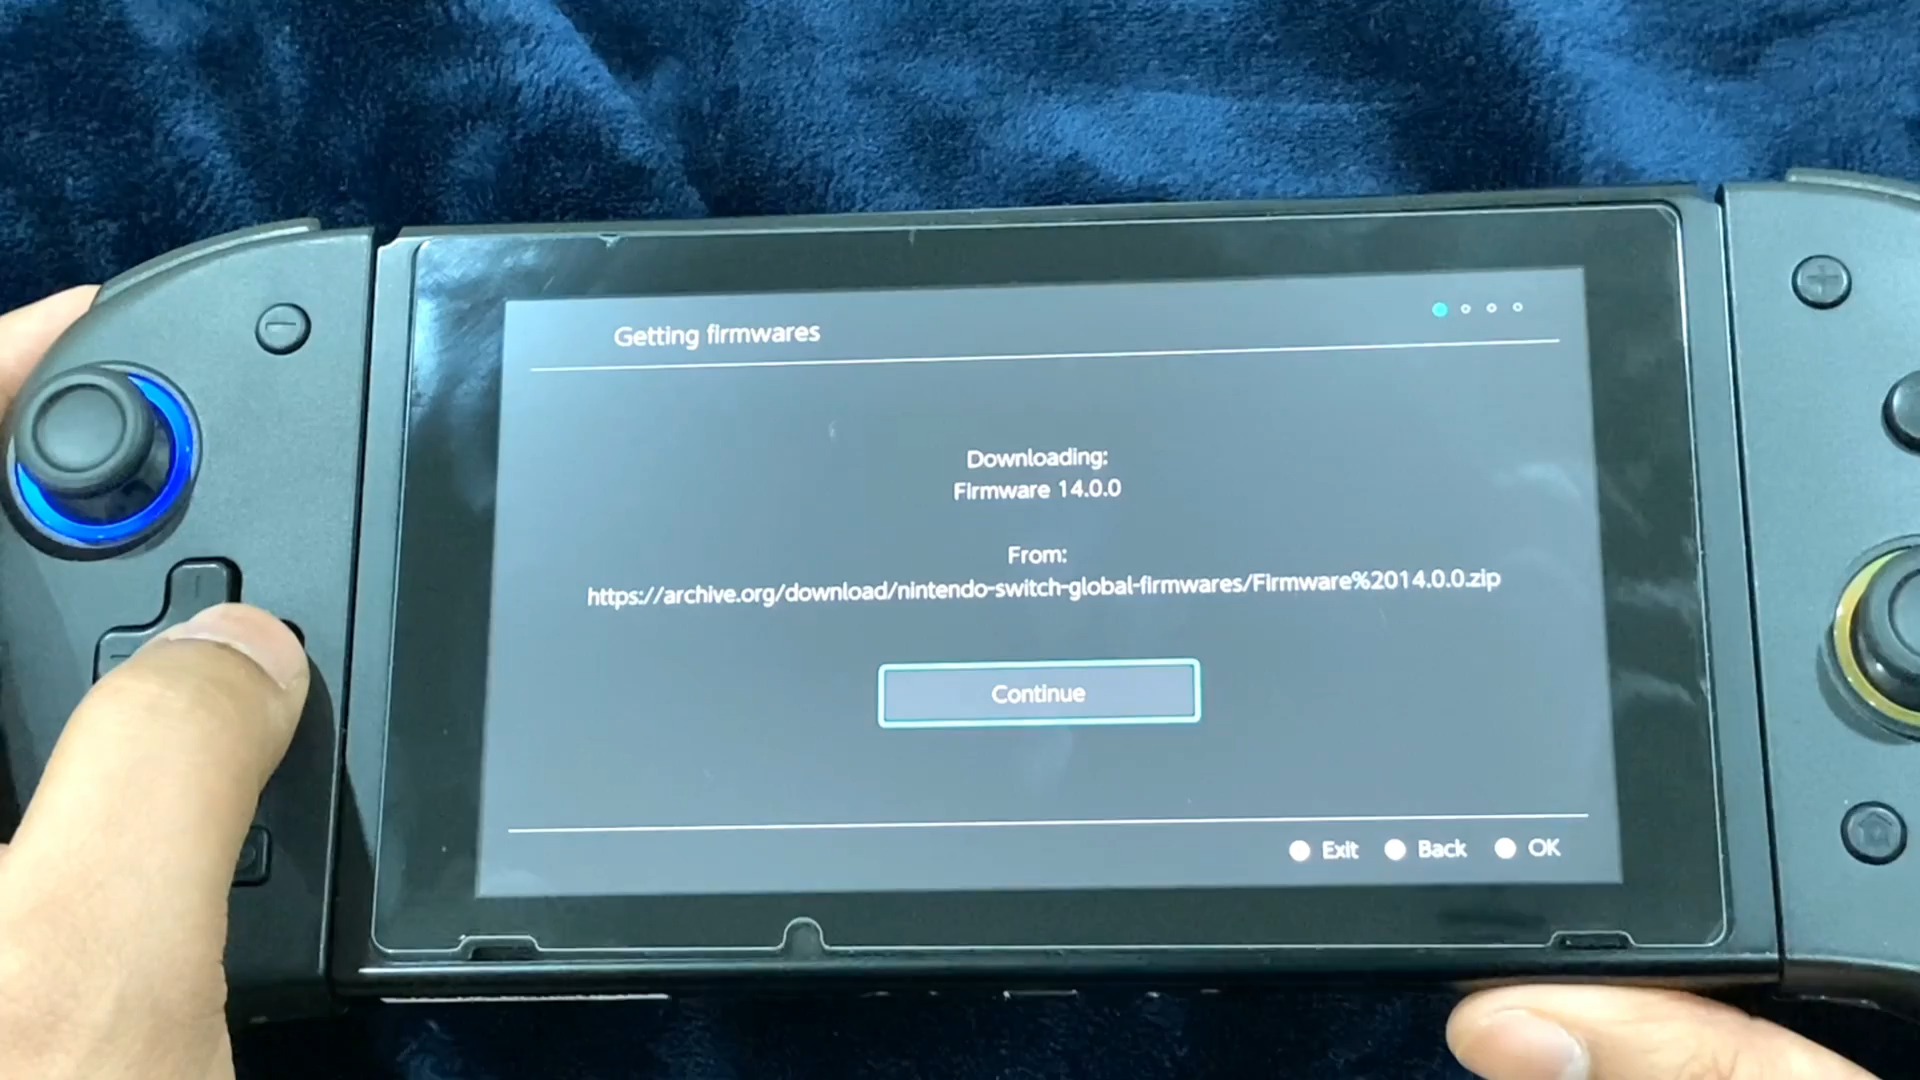 Getting firmwares
Downloading:
Firmware 14.0.0
From:
https://archive.org/download/nintendo-switch-global-firmwares/Firmware%2014.0.0.zip
Continue
Exit Back OK